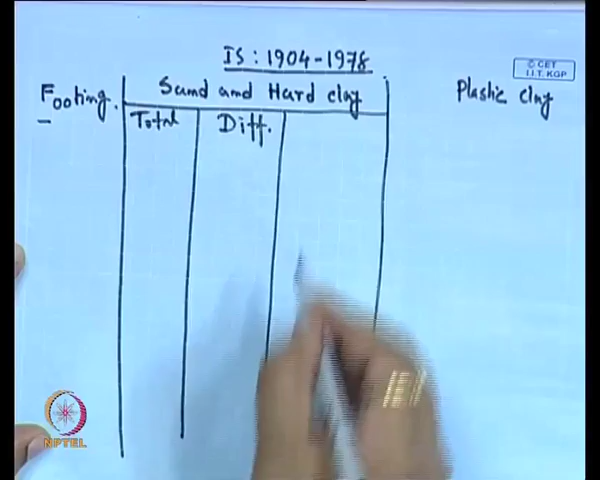 IS : 1904-1978
© CET
I.I.T. KGP
Footing.
Sand and Hard clay
Plastic clay
Total
Diff.
NPTEL